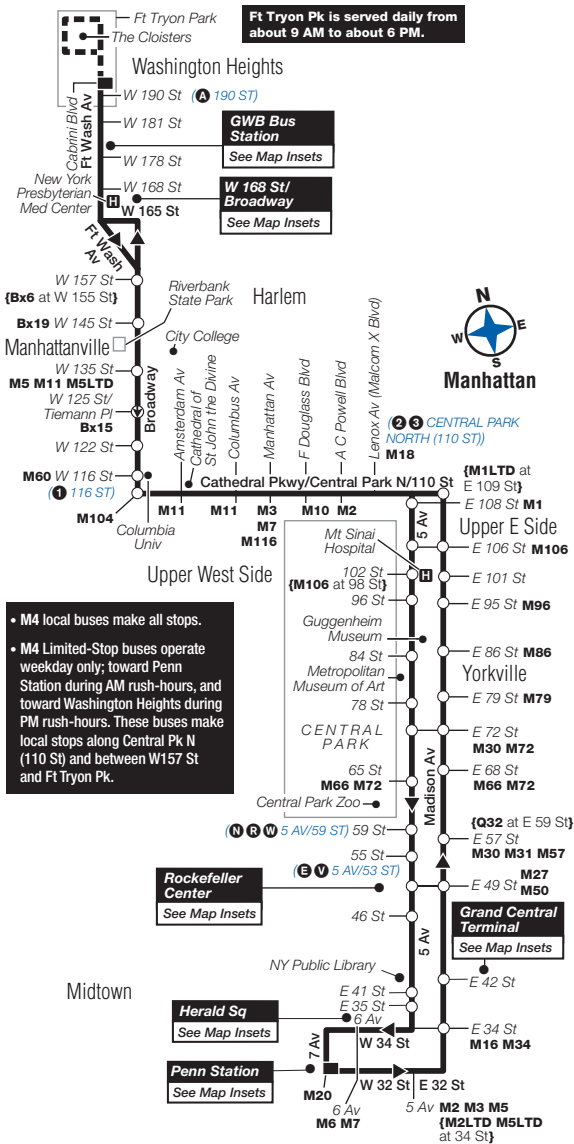 Ft Tryon Park
The Cloisters
Ft Tryon Pk is served daily from
about 9 AM to about 6 PM.
Washington Heights
Cabrini Blvd
Ft Wash Av
W 190 St (A 190 ST)
W 181 St
GWB Bus
Station
See Map Insets
W 178 St
New York
Presbyterian
Med Center
W 168 St
H
W 168 St/
Broadway
See Map Insets
W 165 St
Ft Wash
Av
W 157 St
{Bx6 at W 155 St}
Riverbank
State Park
Harlem
Bx19 W 145 St
Manhattanville
City College
W 135 St
M5 M11 M5LTD
W 125 St/
Tiemann Pl
Bx15
Broadway
W 122 St
M60 W 116 St
(1 116 ST)
M104
Columbia
Univ
Amsterdam Av
Cathedral of
St John the Divine
Columbus Av
Manhattan Av
F Douglass Blvd
A C Powell Blvd
Lenox Av (Malcom X Blvd)
N
W
E
S
Manhattan
(2 3 CENTRAL PARK
NORTH (110 ST))
M18
Cathedral Pkwy/Central Park N/110 St
M11
M11
M3
M7
M116
M10
M2
{M1LTD at
E 109 St}
E 108 St M1
5 Av
Upper E Side
Upper West Side
Mt Sinai
Hospital
H
E 106 St M106
102 St
{M106 at 98 St}
E 101 St
96 St
E 95 St M96
Guggenheim
Museum
84 St
E 86 St M86
Yorkville
Metropolitan
Museum of Art
E 79 St M79
78 St
CENTRAL
PARK
E 72 St
M30 M72
65 St
M66 M72
E 68 St
M66 M72
Madison Av
Central Park Zoo
• M4 local buses make all stops.
• M4 Limited-Stop buses operate
weekday only; toward Penn
Station during AM rush-hours, and
toward Washington Heights during
PM rush-hours. These buses make
local stops along Central Pk N
(110 St) and between W157 St
and Ft Tryon Pk.
{Q32 at E 59 St}
(N R W 5 AV/59 ST) 59 St
E 57 St
M30 M31 M57
55 St
(E V 5 AV/53 ST)
Rockefeller
Center
See Map Insets
E 49 St
M27
M50
46 St
5 Av
Grand Central
Terminal
See Map Insets
NY Public Library
E 42 St
Midtown
E 41 St
E 35 St
Herald Sq
See Map Insets
6 Av
W 34 St
E 34 St
M16 M34
7 Av
Penn Station
See Map Insets
W 32 St
E 32 St
M20
6 Av
M6 M7
5 Av M2 M3 M5
{M2LTD M5LTD
at 34 St}